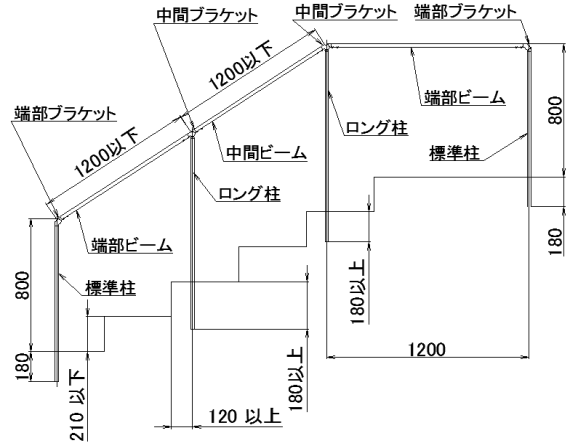 中間ブラケット
中間ブラケット
端部ブラケット
1200以下
端部ブラケット
1200以下
端部ビーム
800
ロング柱
中間ビーム
標準柱
ロング柱
端部ビーム
180
800
標準柱
180以上
1200
180
180以上
210 以下
120 以上